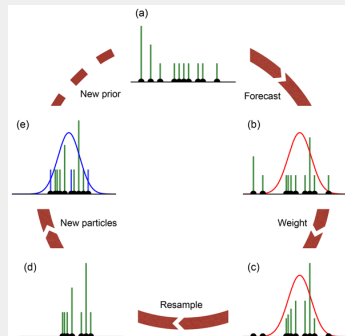 (a)
New prior
Forecast
(e)
(b)
New particles
Weight
(d)
Resample
(c)